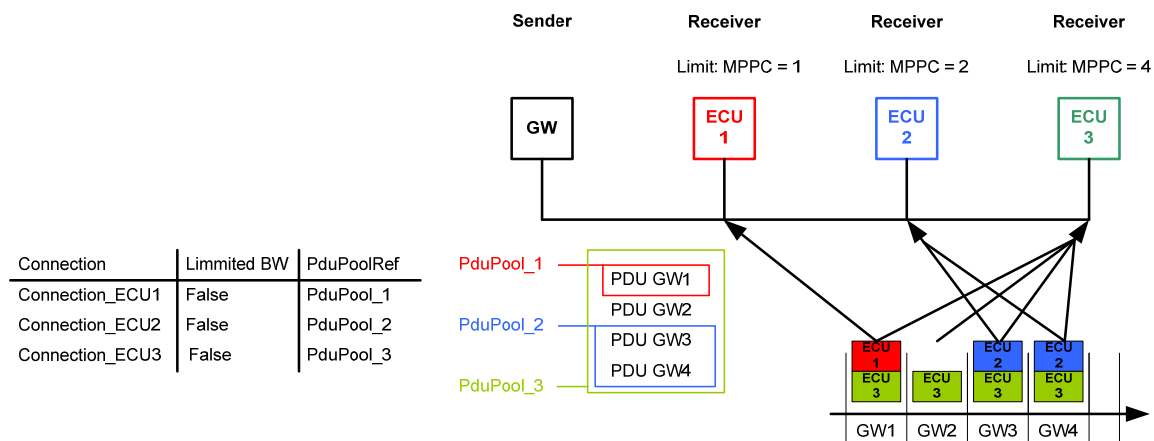 Sender Receiver Receiver Receiver
Limit: MPPC = 1 Limit: MPPC = 2 Limit: MPPC = 4
GW
ECU
1
ECU
2
ECU
3
Connection Limmited BW PduPoolRef
Connection_ECU1 False PduPool_1
Connection_ECU2 False PduPool_2
Connection_ECU3 False PduPool_3
PduPool_1
PduPool_2
PduPool_3
PDU GW1
PDU GW2
PDU GW3
PDU GW4
ECU
1
ECU
3
ECU
3
ECU
2
ECU
3
ECU
2
ECU
3
GW1 GW2 GW3 GW4